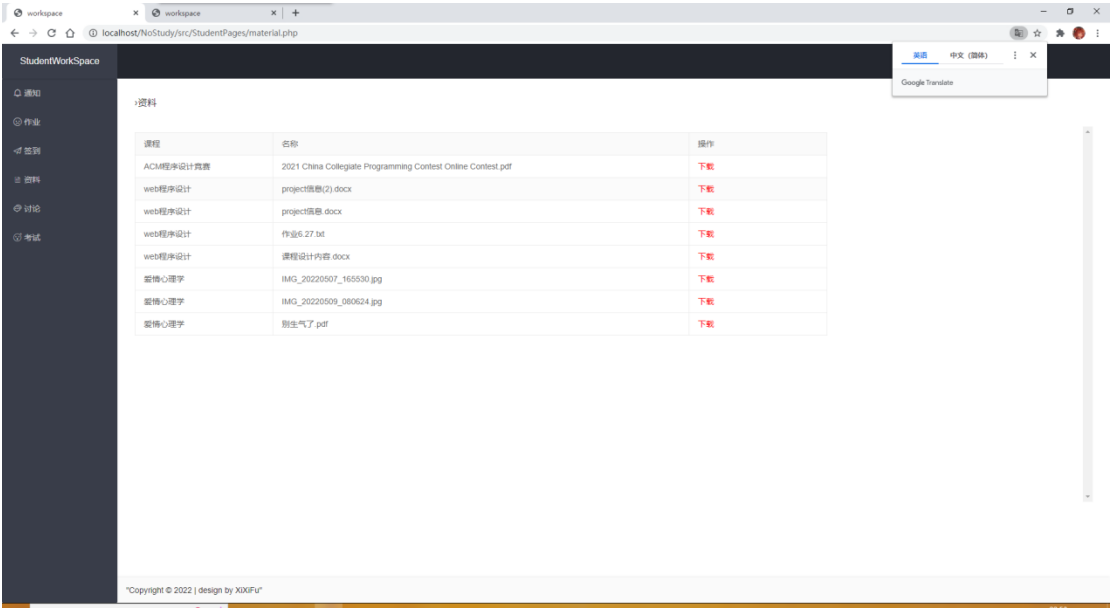 workspace
workspace
localhost/NoStudy/src/StudentPages/material.php
StudentWorkSpace
英语 中文 (简体)
Google Translate
通知
作业
签到
资料
讨论
考试
›资料
课程 名称 操作
ACM程序设计竞赛 2021 China Collegiate Programming Contest Online Contest.pdf 下载
web程序设计 project信息(2).docx 下载
web程序设计 project信息.docx 下载
web程序设计 作业6.27.txt 下载
web程序设计 课程设计内容.docx 下载
爱情心理学 IMG_20220507_165530.jpg 下载
爱情心理学 IMG_20220509_080624.jpg 下载
爱情心理学 别生气了.pdf 下载
"Copyright © 2022 | design by XiXiFu"